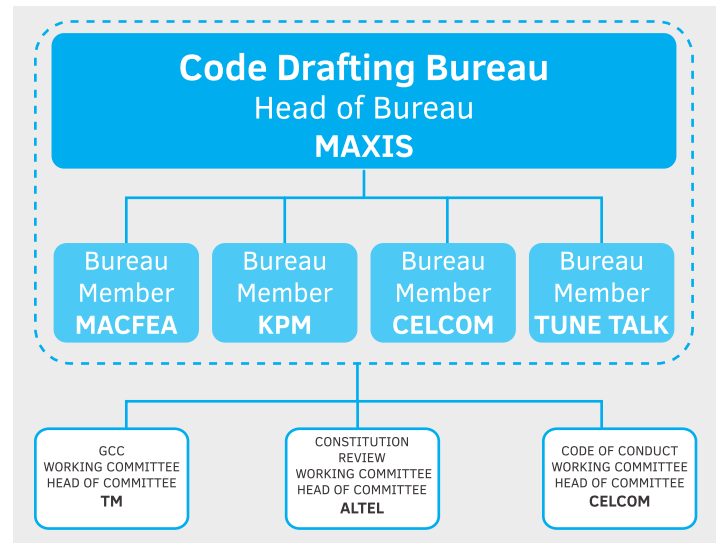 Code Drafting Bureau
Head of Bureau
MAXIS
Bureau
Member
MACFEA
Bureau
Member
KPM
Bureau
Member
CELCOM
Bureau
Member
TUNE TALK
GCC
WORKING COMMITTEE
HEAD OF COMMITTEE
TM
CONSTITUTION
REVIEW
WORKING COMMITTEE
HEAD OF COMMITTEE
ALTEL
CODE OF CONDUCT
WORKING COMMITTEE
HEAD OF COMMITTEE
CELCOM